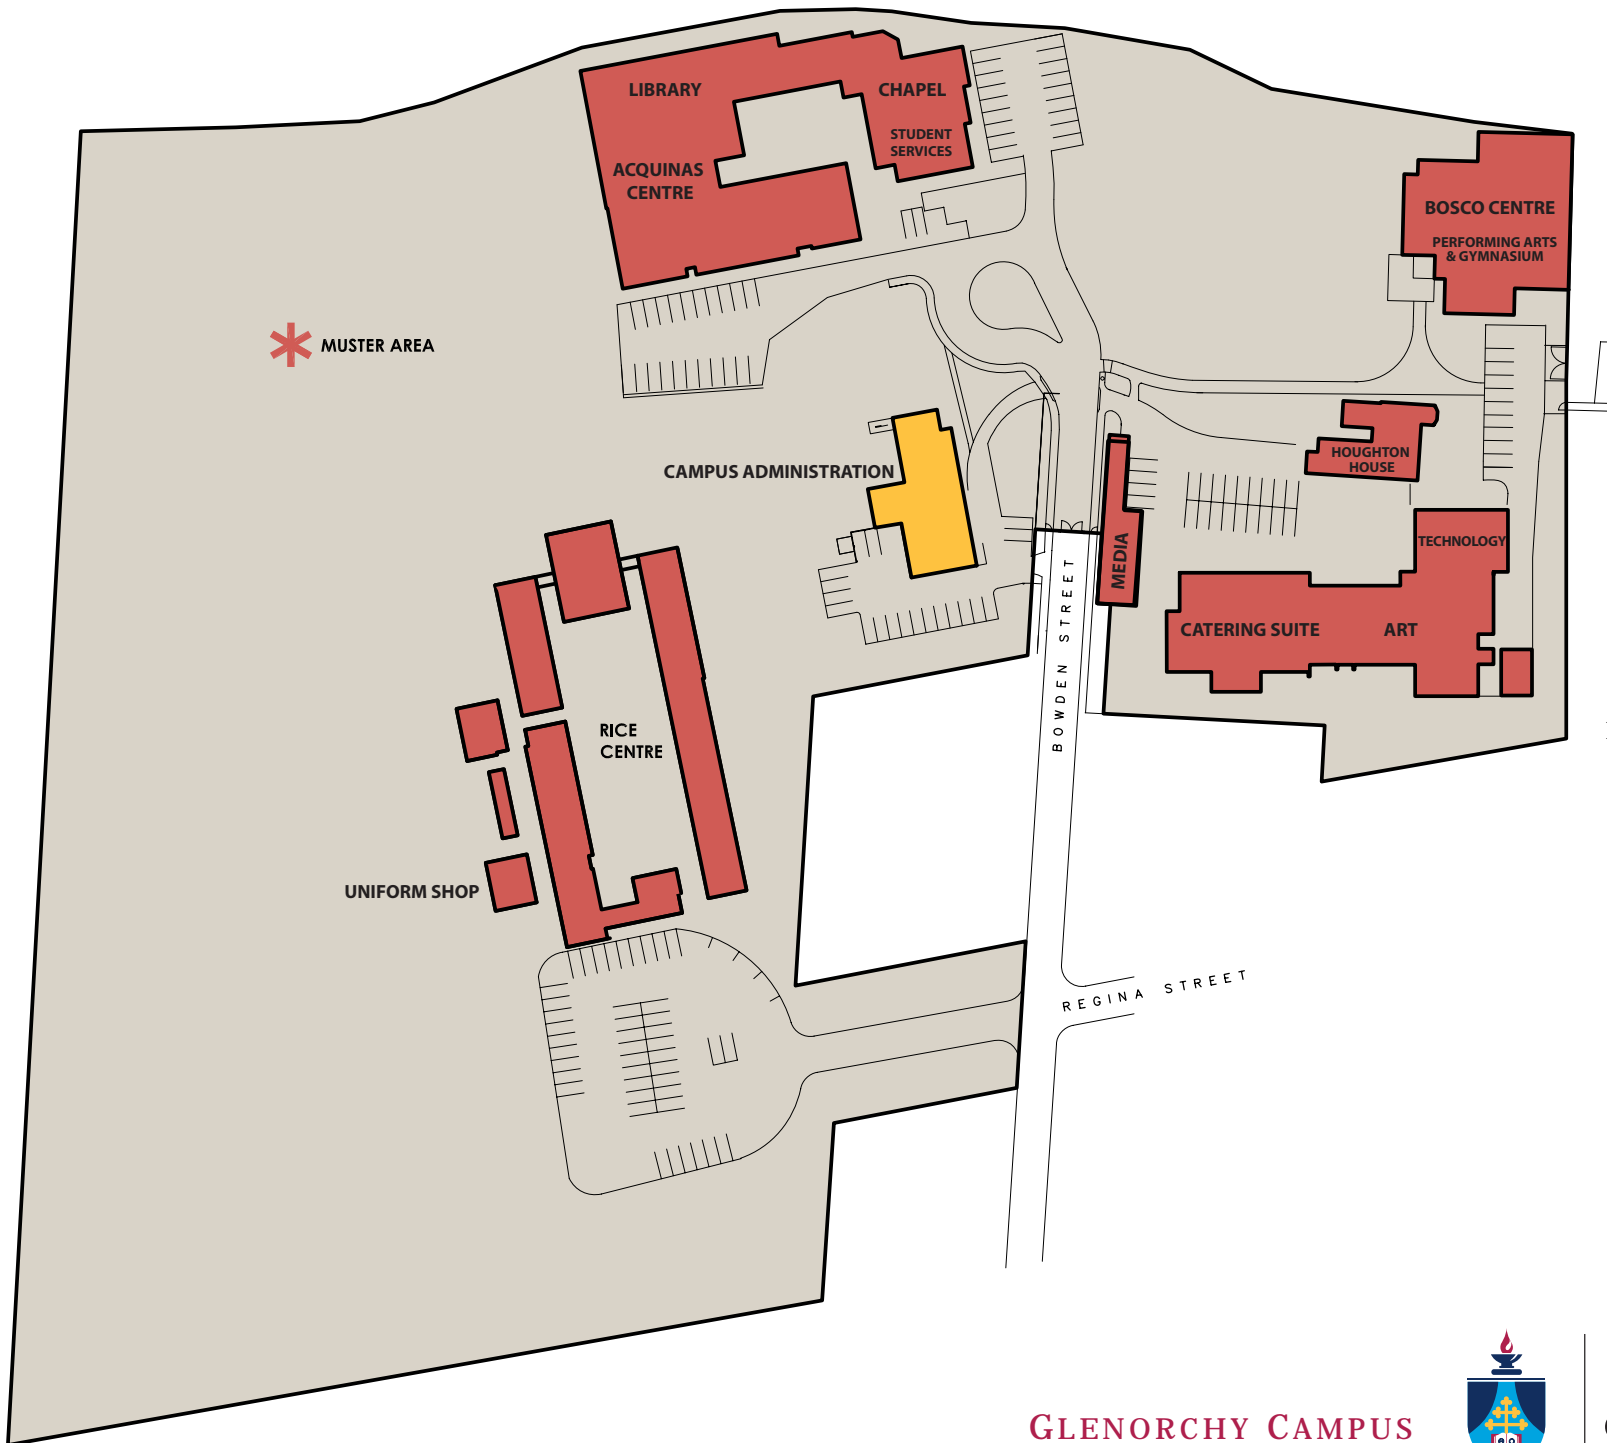 LIBRARY
CHAPEL
STUDENT
SERVICES
ACQUINAS
CENTRE
BOSCO CENTRE
PERFORMING ARTS
& GYMNASIUM
MUSTER AREA
CAMPUS ADMINISTRATION
HOUGHTON
HOUSE
TECHNOLOGY
MEDIA
CATERING SUITE
ART
BOWDEN STREET
RICE
CENTRE
UNIFORM SHOP
REGINA STREET
GLENORCHY CAMPUS